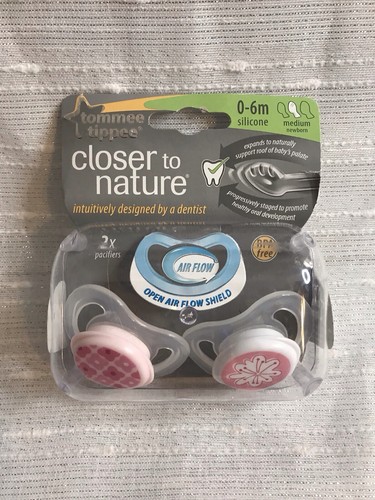 tommee
tippee
closer to
nature®
intuitively designed by a dentist
0-6m
silicone
medium
newborn
expands to naturally
support roof of baby's palate
progressively staged to promote
healthy oral development
2x
pacifiers
AIR FLOW
OPEN AIR FLOW SHIELD
BPA
free